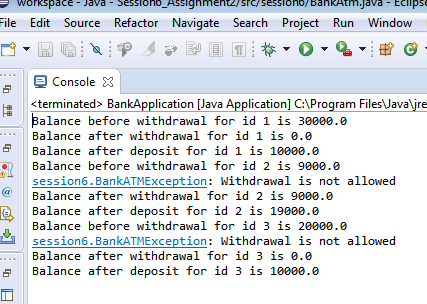 workspace - Java - Session6_Assignment2/src/session6/BankAtm.java - Eclipse
Source Refactor Navigate Search Project Run Window
Console
<terminated> BankApplication [Java Application] C:\Program Files\Java\jre
Balance before withdrawal for id 1 is 30000.0
Balance after withdrawal for id 1 is 0.0
Balance after deposit for id 1 is 10000.0
Balance before withdrawal for id 2 is 9000.0
session6.BankATMException: Withdrawal is not allowed
Balance after withdrawal for id 2 is 9000.0
Balance after deposit for id 2 is 19000.0
Balance before withdrawal for id 3 is 20000.0
session6.BankATMException: Withdrawal is not allowed
Balance after withdrawal for id 3 is 0.0
Balance after deposit for id 3 is 10000.0